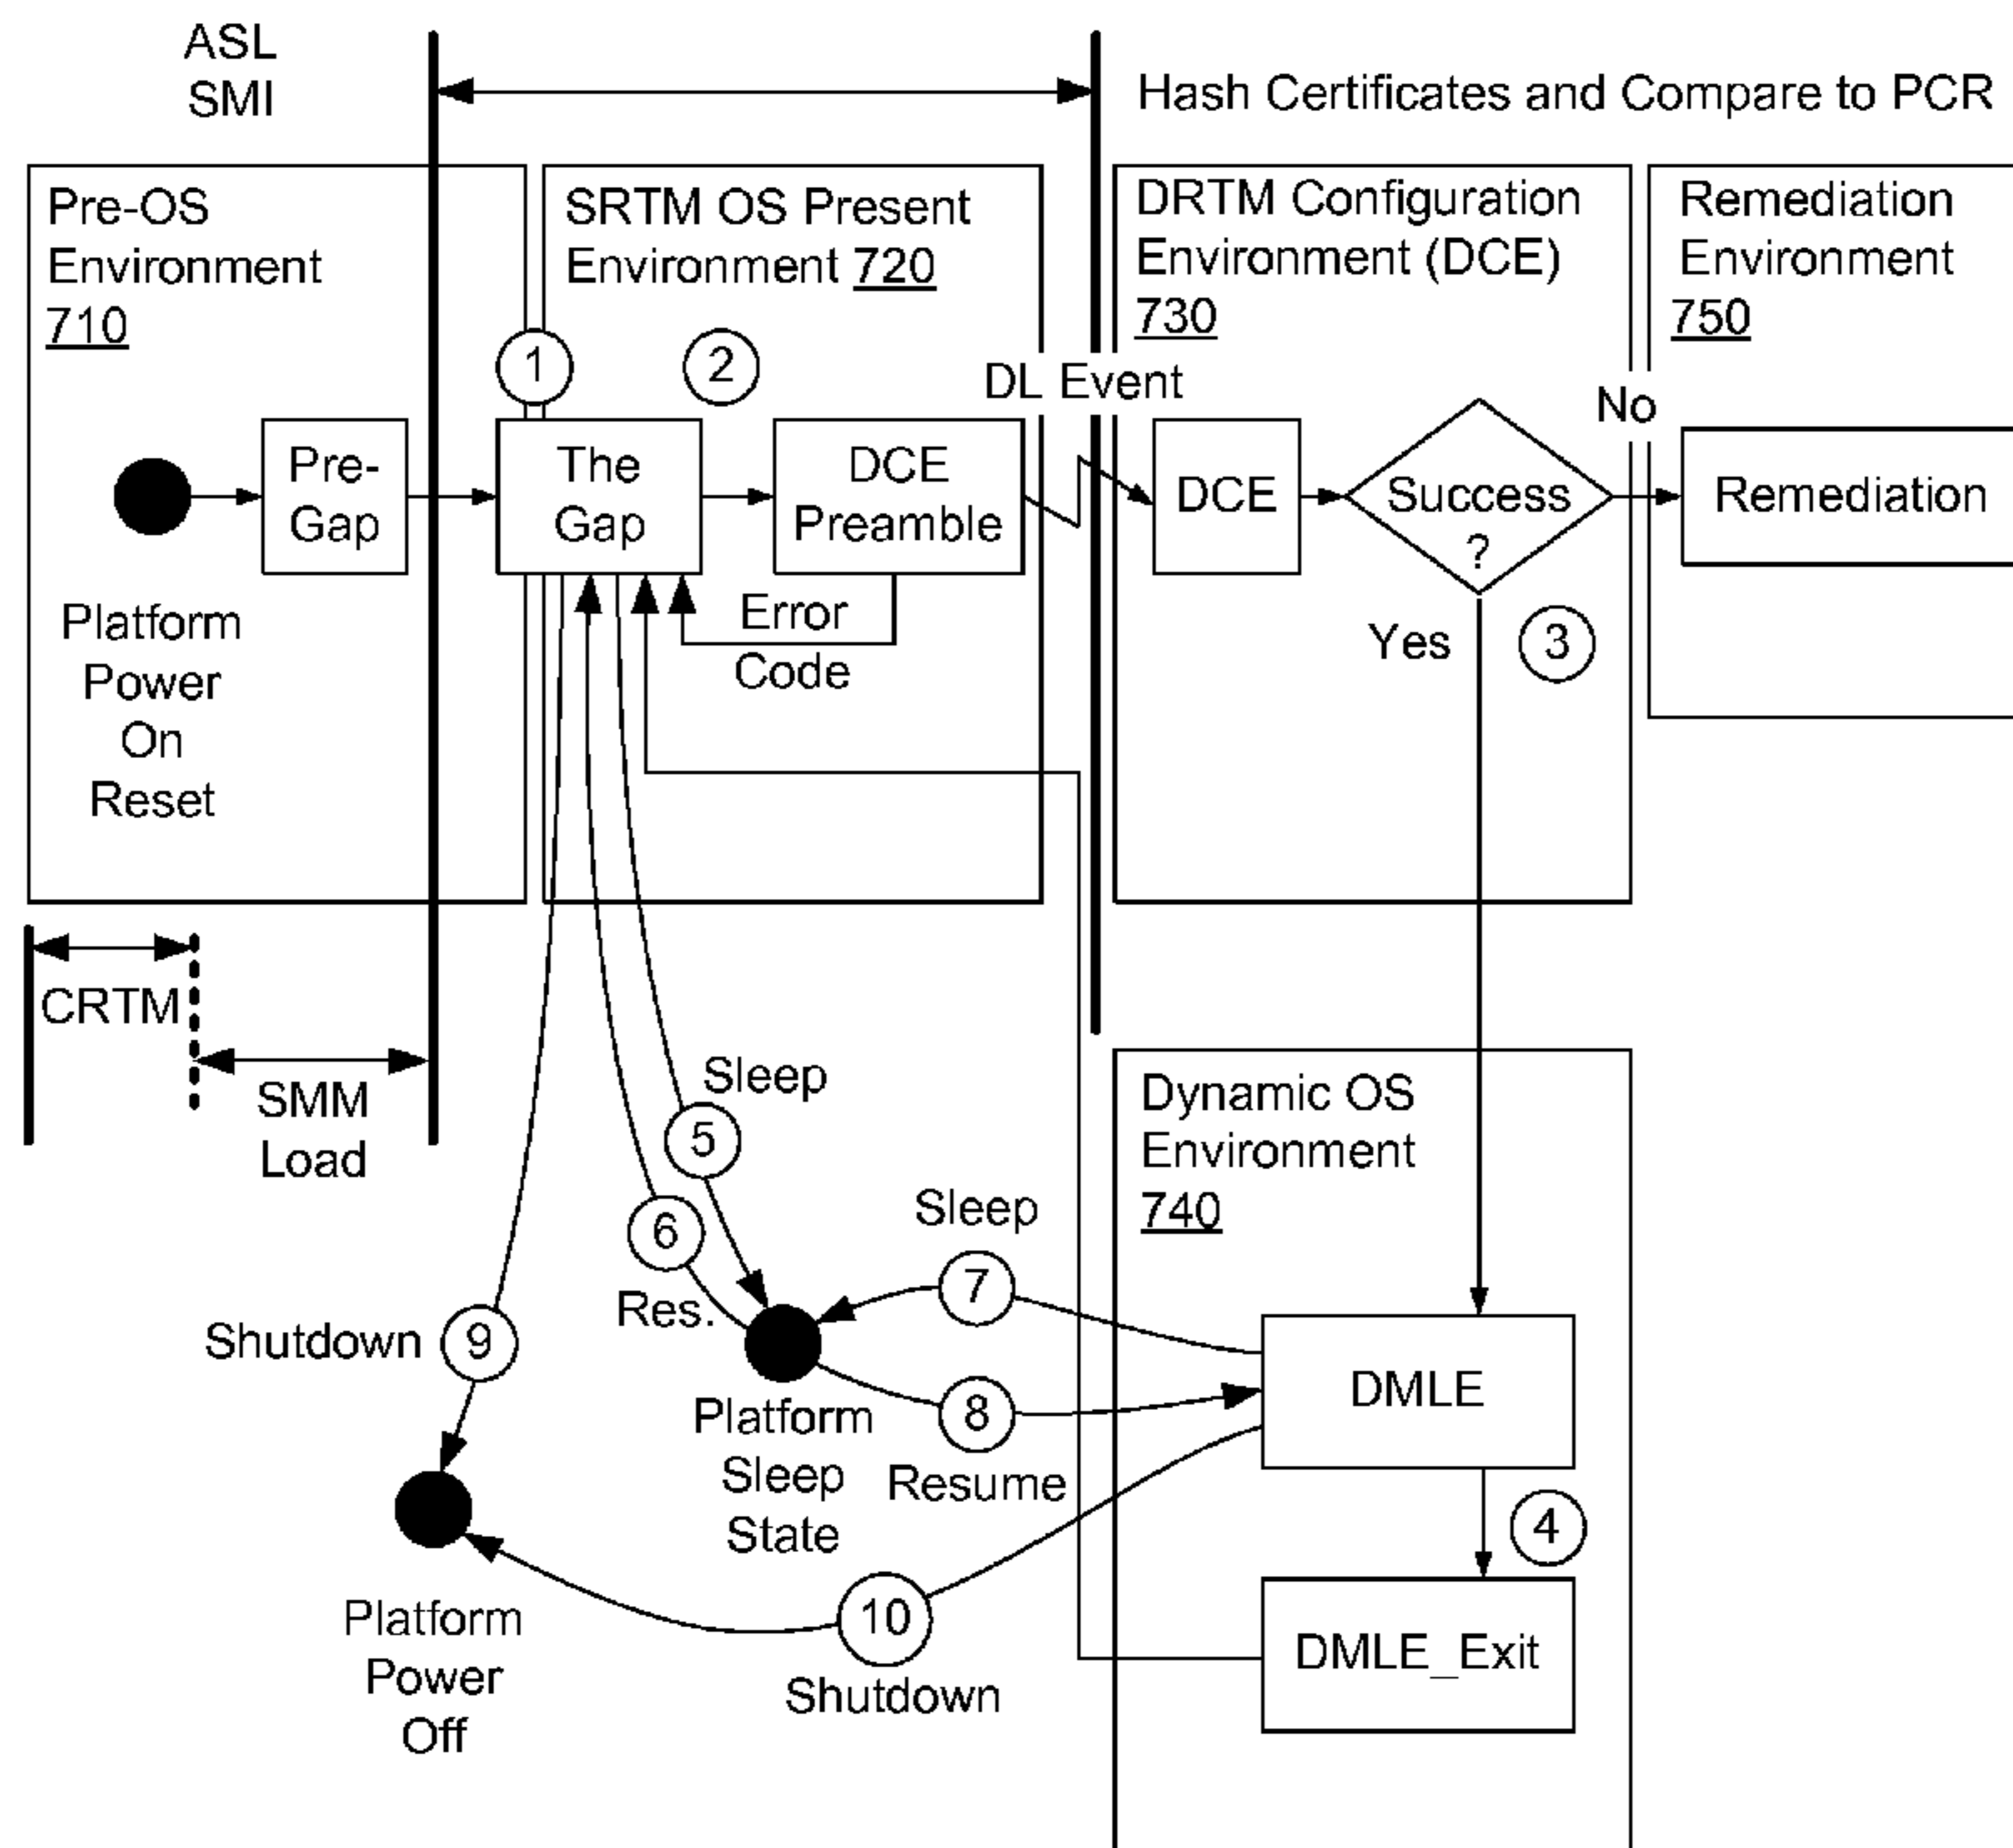 ASL
SMI
Hash Certificates and Compare to PCR
Pre-OS
Environment
710
SRTM OS Present
Environment 720
DRTM Configuration
Environment (DCE)
730
Remediation
Environment
750
1
2
DL Event
No
Pre-
Gap
The
Gap
DCE
Preamble
DCE
Success
?
Remediation
Platform
Power
On
Reset
Error
Code
Yes
3
CRTM
SMM
Load
Sleep
5
6
Res.
Sleep
7
Dynamic OS
Environment
740
Shutdown
9
8
Resume
Platform
Sleep
State
DMLE
4
10
Shutdown
DMLE_Exit
Platform
Power
Off